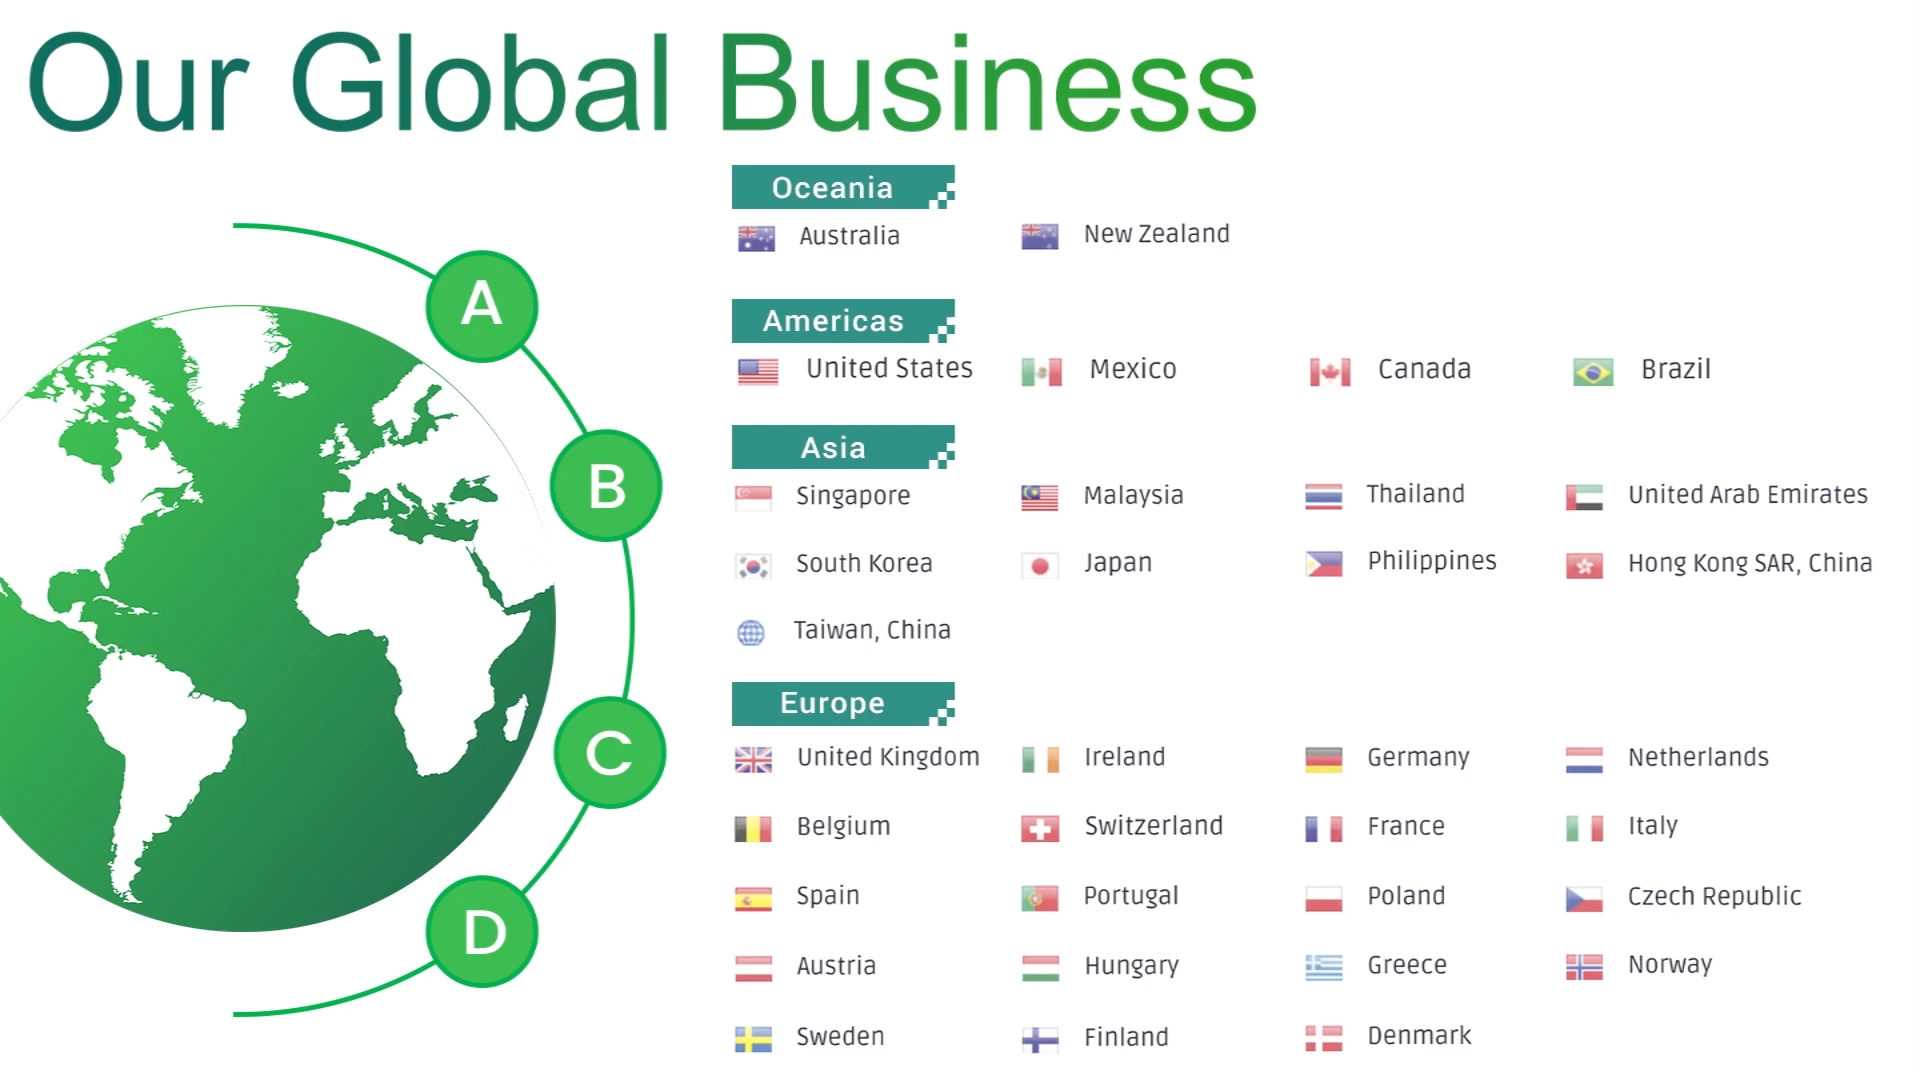 Our Global Business
A
B
C
D
Oceania
Australia New Zealand
Americas
United States Mexico Canada Brazil
Asia
Singapore Malaysia Thailand United Arab Emirates
South Korea Japan Philippines Hong Kong SAR, China
Taiwan, China
Europe
United Kingdom Ireland Germany Netherlands
Belgium Switzerland France Italy
Spain Portugal Poland Czech Republic
Austria Hungary Greece Norway
Sweden Finland Denmark